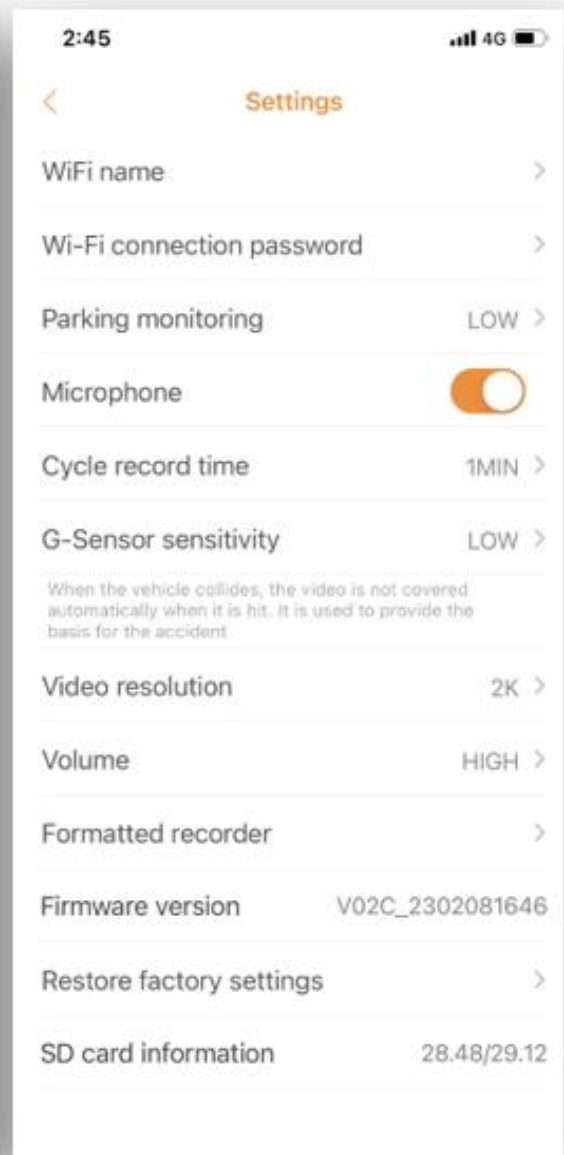 2:45 4G
Settings
WiFi name
Wi-Fi connection password
Parking monitoring LOW
Microphone
Cycle record time 1MIN
G-Sensor sensitivity LOW
When the vehicle collides, the video is not covered
automatically when it is hit. It is used to provide the
basis for the accident
Video resolution 2K
Volume HIGH
Formatted recorder
Firmware version V02C_2302081646
Restore factory settings
SD card information 28.48/29.12